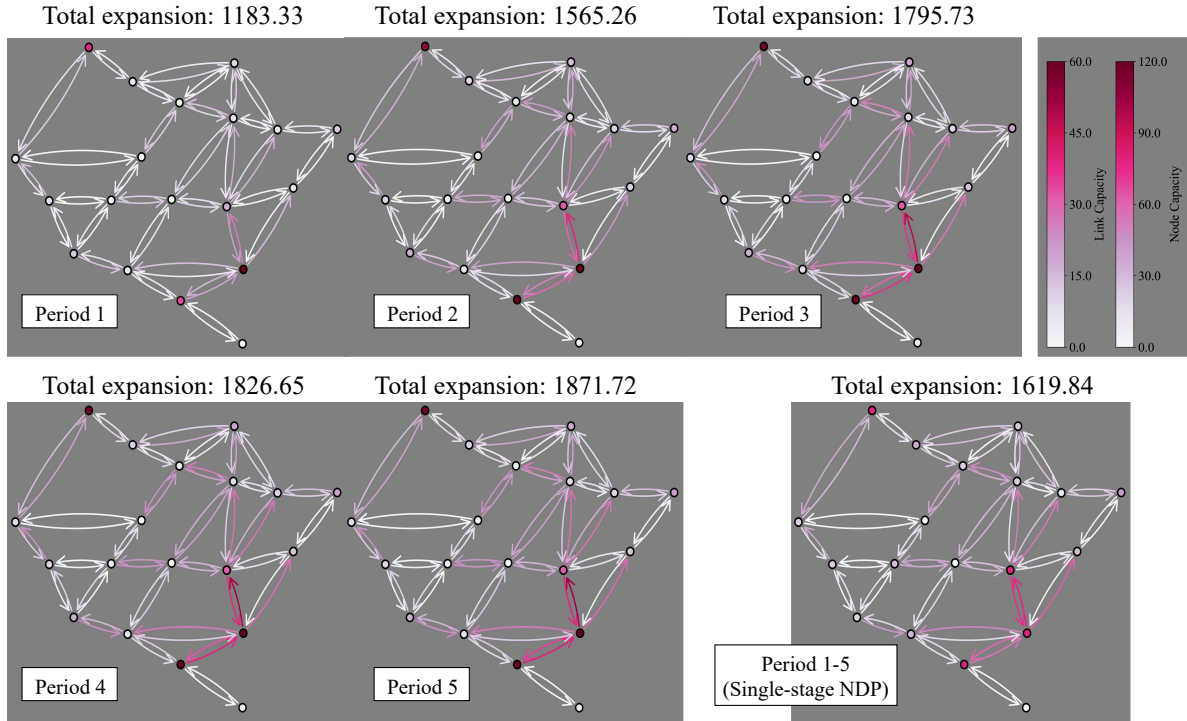 Total expansion: 1183.33
Total expansion: 1565.26
Total expansion: 1795.73
Period 1
Period 2
Period 3
60.0
45.0
30.0
15.0
0.0
Link Capacity
120.0
90.0
60.0
30.0
0.0
Node Capacity
Total expansion: 1826.65
Total expansion: 1871.72
Total expansion: 1619.84
Period 4
Period 5
Period 1-5
(Single-stage NDP)